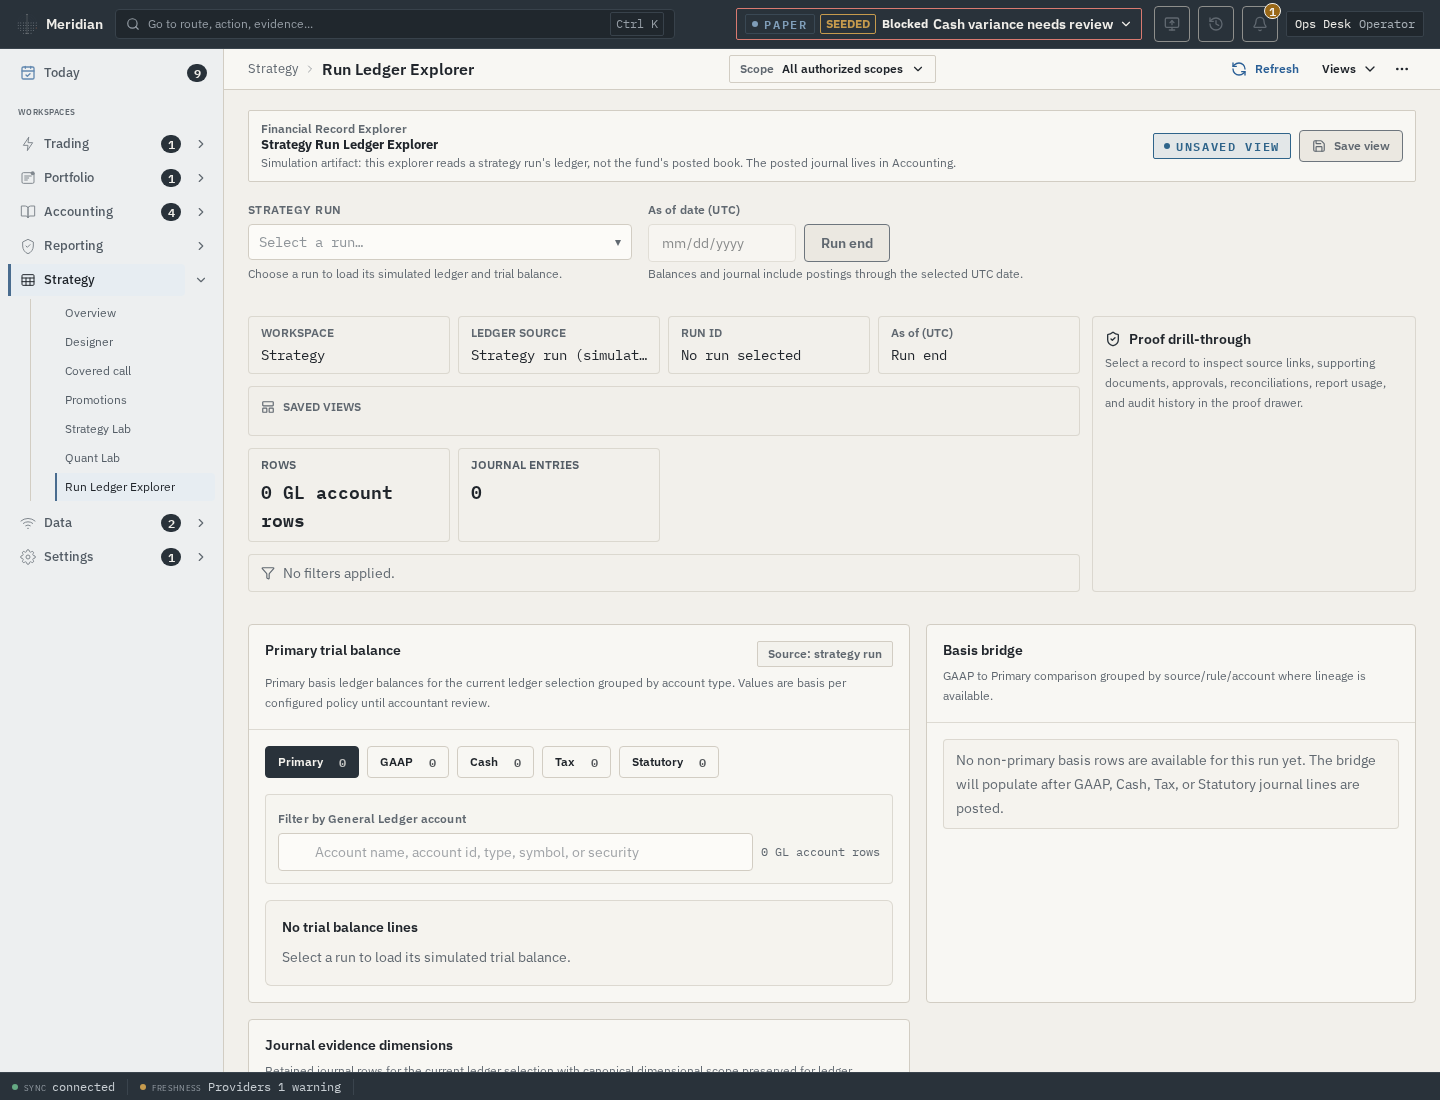 Meridian
Go to route, action, evidence...
Ctrl K
PAPER
SEEDED
Blocked Cash variance needs review
1
Ops Desk Operator
Today
9
WORKSPACES
Trading
1
Portfolio
1
Accounting
4
Reporting
Strategy
Overview
Designer
Covered call
Promotions
Strategy Lab
Quant Lab
Run Ledger Explorer
Data
2
Settings
1
Strategy
Run Ledger Explorer
Scope All authorized scopes
Refresh
Views
Financial Record Explorer
Strategy Run Ledger Explorer
Simulation artifact: this explorer reads a strategy run's ledger, not the fund's posted book. The posted journal lives in Accounting.
UNSAVED VIEW
Save view
STRATEGY RUN
Select a run…
Choose a run to load its simulated ledger and trial balance.
As of date (UTC)
mm/dd/yyyy
Run end
Balances and journal include postings through the selected UTC date.
WORKSPACE
Strategy
LEDGER SOURCE
Strategy run (simulat…
RUN ID
No run selected
As of (UTC)
Run end
Proof drill-through
Select a record to inspect source links, supporting
documents, approvals, reconciliations, report usage,
and audit history in the proof drawer.
SAVED VIEWS
ROWS
0 GL account
rows
JOURNAL ENTRIES
0
No filters applied.
Primary trial balance
Source: strategy run
Primary basis ledger balances for the current ledger selection grouped by account type. Values are basis per
configured policy until accountant review.
Primary 0
GAAP 0
Cash 0
Tax 0
Statutory 0
Filter by General Ledger account
Account name, account id, type, symbol, or security
0 GL account rows
No trial balance lines
Select a run to load its simulated trial balance.
Basis bridge
GAAP to Primary comparison grouped by source/rule/account where lineage is
available.
No non-primary basis rows are available for this run yet. The bridge
will populate after GAAP, Cash, Tax, or Statutory journal lines are
posted.
Journal evidence dimensions
Retained journal rows for the current ledger selection with canonical dimensional scope preserved for ledger
SYNC connected
FRESHNESS Providers 1 warning